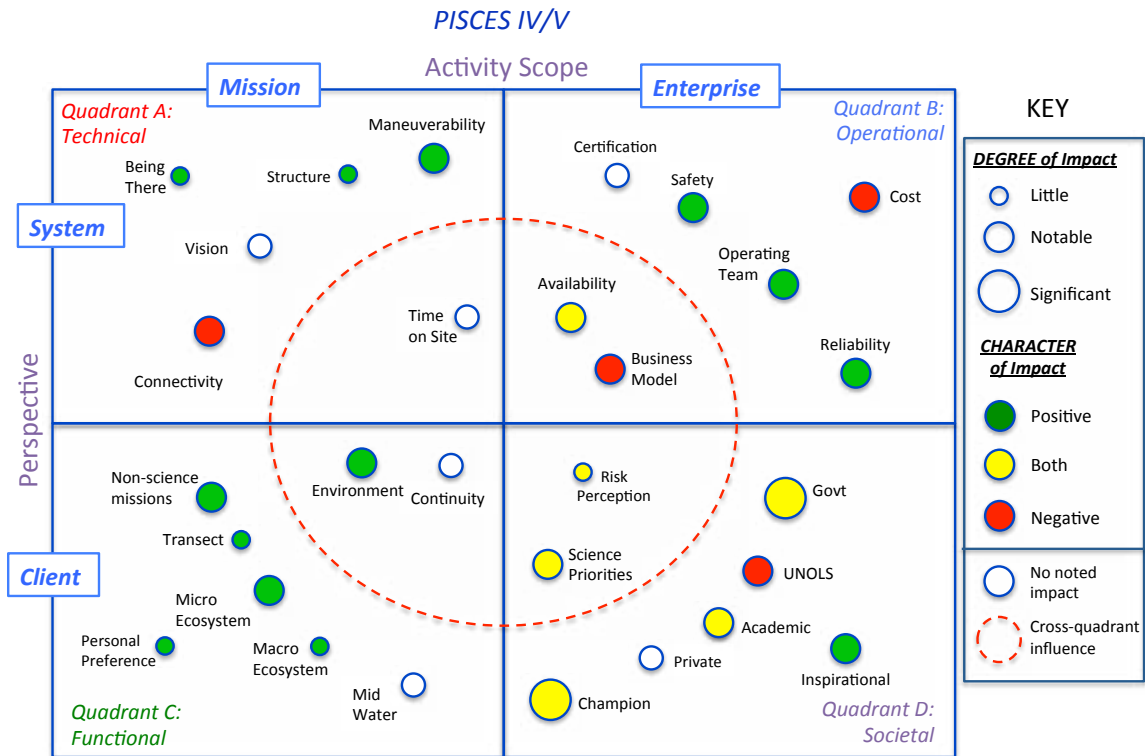 PISCES IV/V
Activity Scope
Mission
Enterprise
Quadrant A:
Technical
Maneuverability
Being
There
Structure
Vision
Time
on Site
Connectivity
System
Perspective
Client
Quadrant B:
Operational
Certification
Safety
Cost
Operating
Team
Availability
Business
Model
Reliability
Non-science
missions
Environment
Continuity
Transect
Micro
Ecosystem
Personal
Preference
Macro
Ecosystem
Mid
Water
Quadrant C:
Functional
Risk
Perception
Govt
Science
Priorities
UNOLS
Academic
Private
Inspirational
Champion
Quadrant D:
Societal
KEY
DEGREE of Impact
Little
Notable
Significant
CHARACTER
of Impact
Positive
Both
Negative
No noted
impact
Cross-quadrant
influence